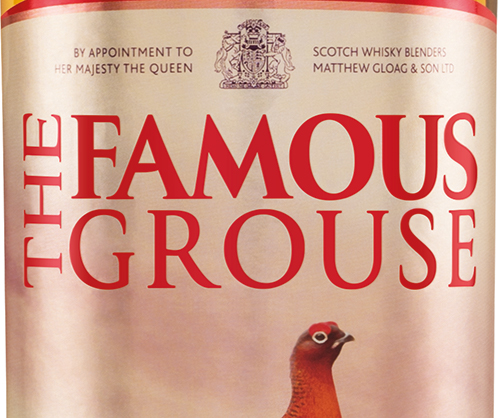 BY APPOINTMENT TO
HER MAJESTY THE QUEEN
SCOTCH WHISKY BLENDERS
MATTHEW GLOAG & SON LTD
THE
FAMOUS
GROUSE